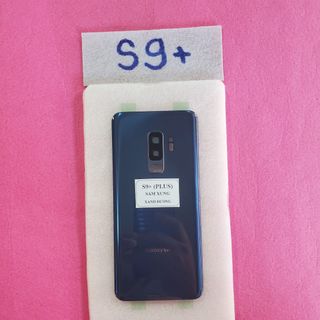 S9+
S9+ (PLUS)
SAM XUNG
XANH DƯƠNG